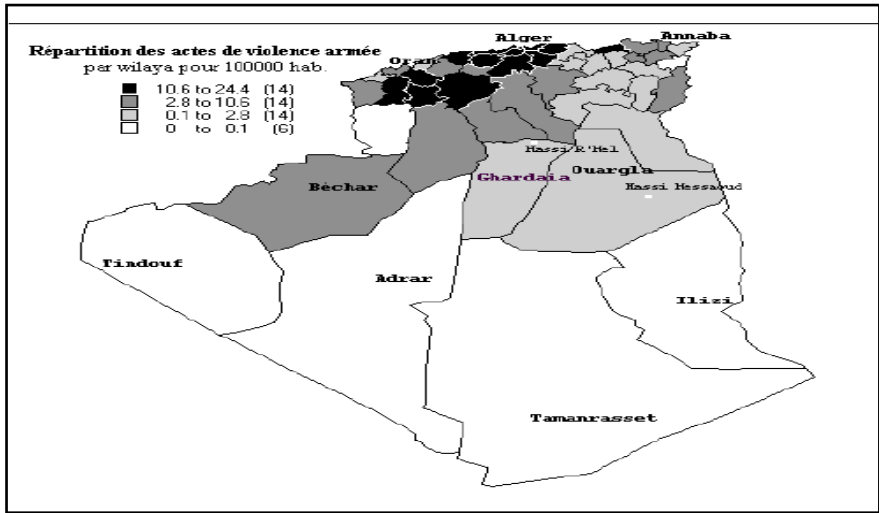 Répartition des actes de violence armée
par wilaya pour 100000 hab.
10.6 to 24.4 (14)
2.8 to 10.6 (14)
0.1 to 2.8 (14)
0 to 0.1 (6)
Alger
Annaba
Oran
Hassi R'Mel
Ouargla
Ghardaïa
Béchar
Hassi Messaoud
Tindouf
Adrar
Ilizi
Tamanrasset